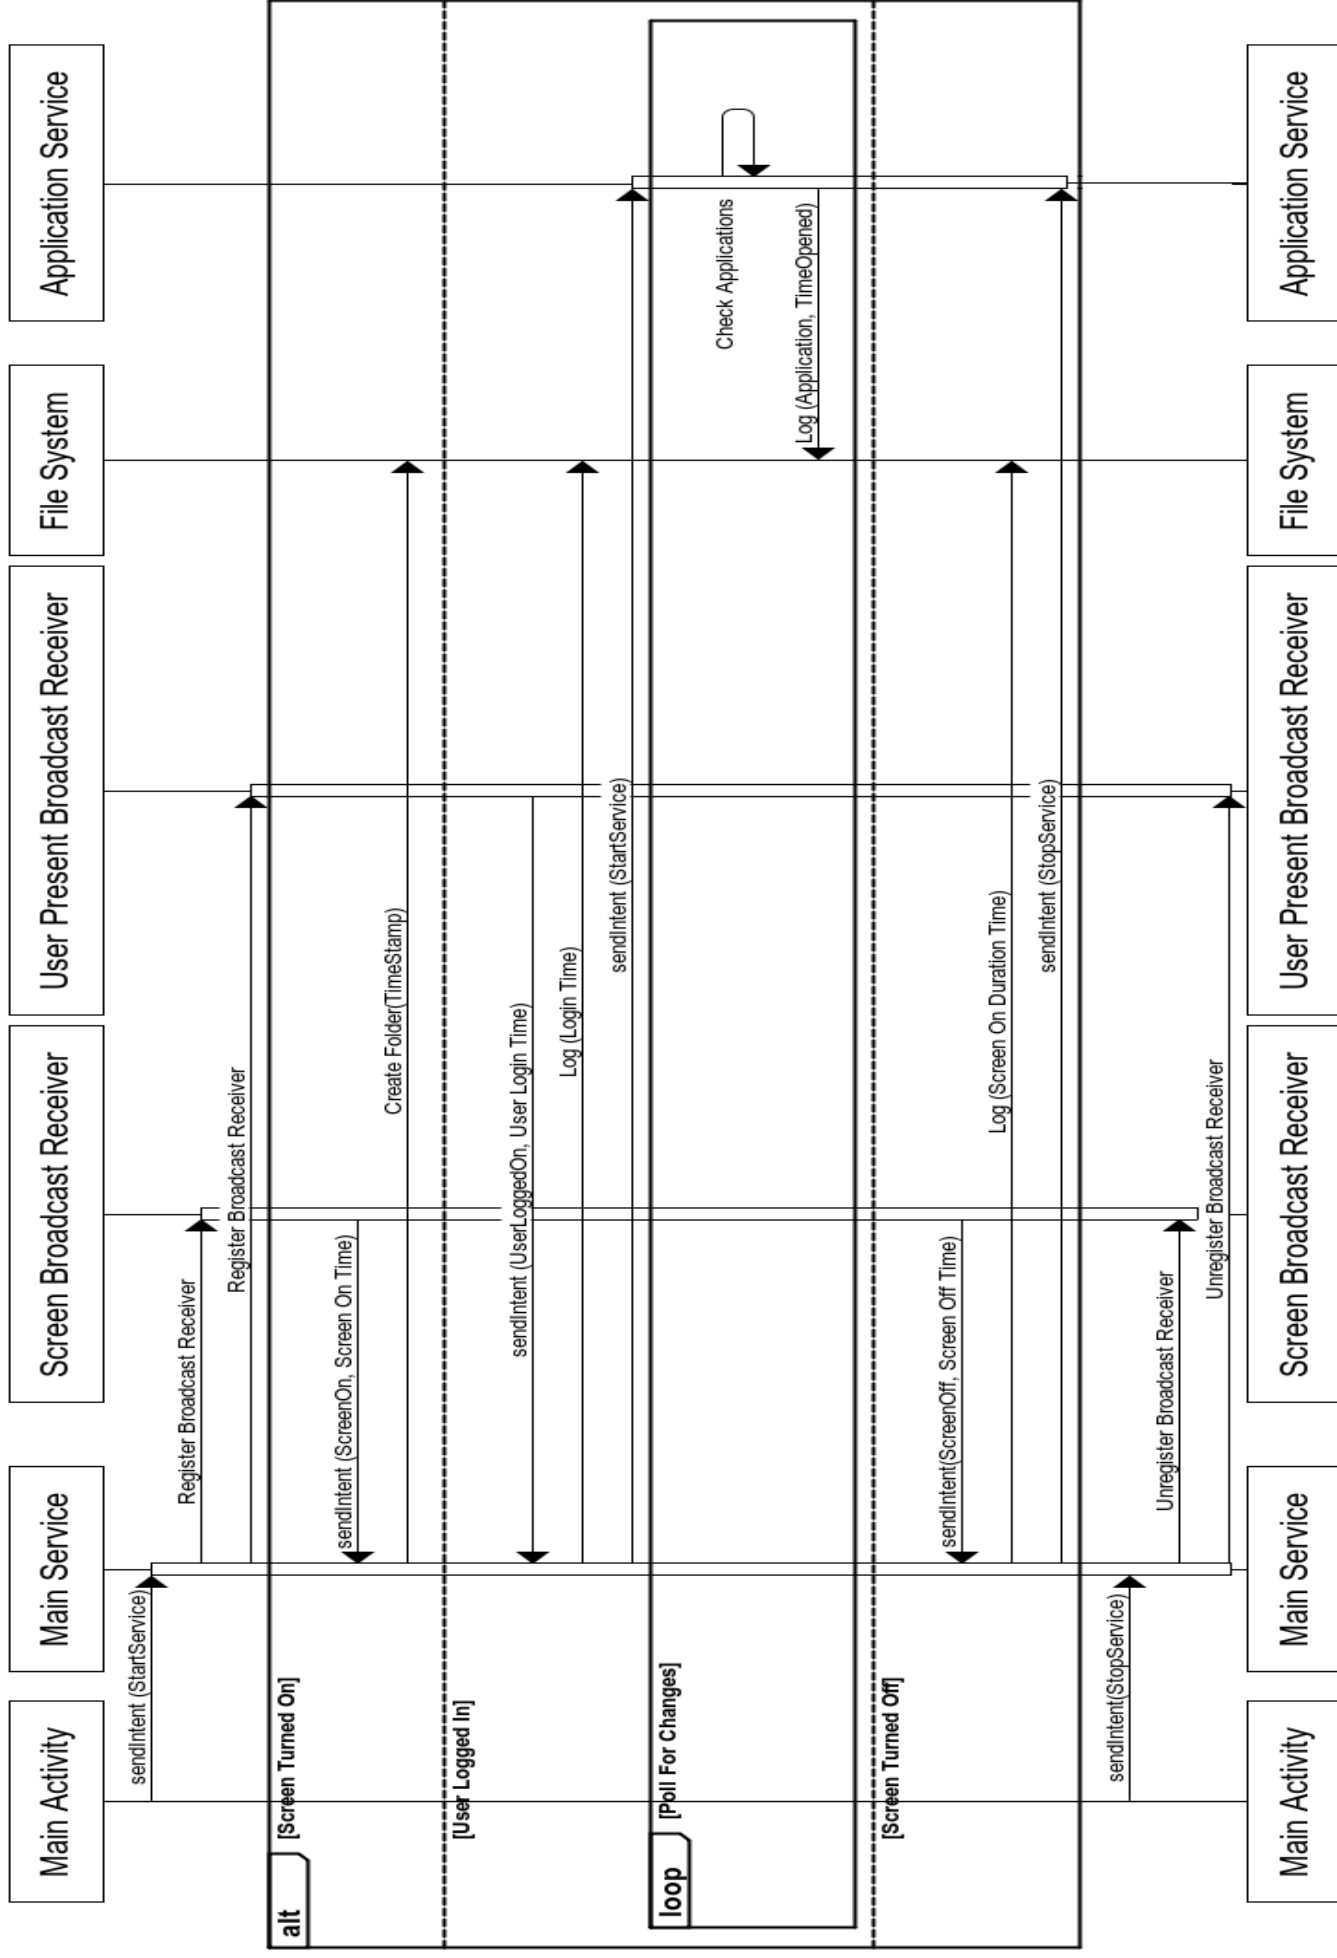 Main Activity
Main Service
Screen Broadcast Receiver
User Present Broadcast Receiver
File System
Application Service
sendIntent (StartService)
Register Broadcast Receiver
Register Broadcast Receiver
alt
[Screen Turned On]
sendIntent (ScreenOn, Screen On Time)
Create Folder(TimeStamp)
[User Logged In]
sendIntent (UserLoggedOn, User Login Time)
Log (Login Time)
sendIntent (StartService)
loop
[Poll For Changes]
Check Applications
Log (Application, TimeOpened)
[Screen Turned Off]
sendIntent(ScreenOff, Screen Off Time)
Log (Screen On Duration Time)
sendIntent (StopService)
sendIntent(StopService)
Unregister Broadcast Receiver
Unregister Broadcast Receiver
Main Activity
Main Service
Screen Broadcast Receiver
User Present Broadcast Receiver
File System
Application Service